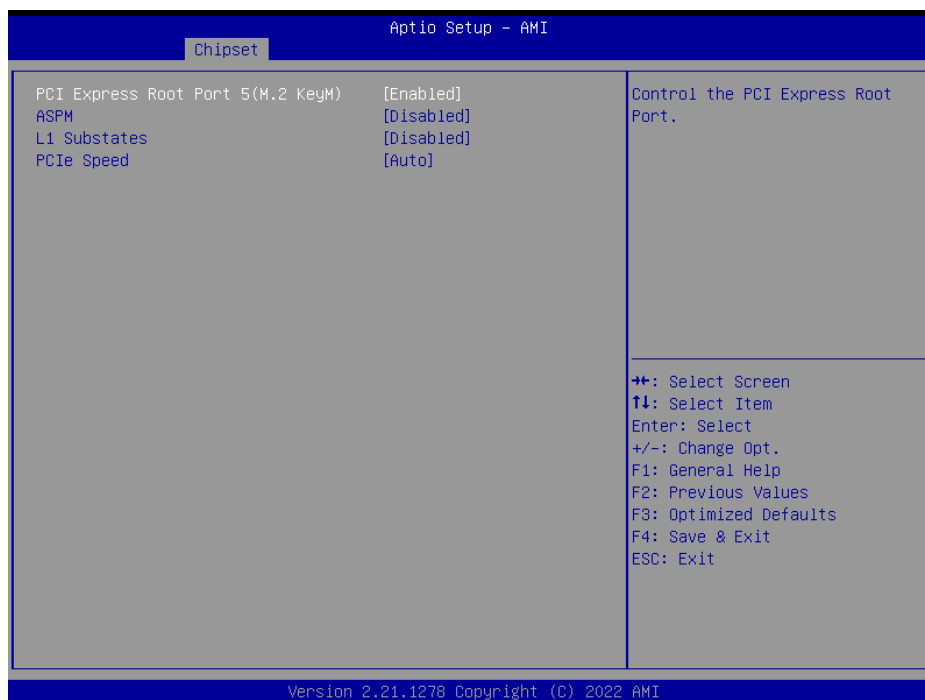 Aptio Setup – AMI
Chipset
PCI Express Root Port 5(M.2 KeyM) [Enabled]
ASPM [Disabled]
L1 Substates [Disabled]
PCIe Speed [Auto]
Control the PCI Express Root
Port.
→←: Select Screen
↑↓: Select Item
Enter: Select
+/-: Change Opt.
F1: General Help
F2: Previous Values
F3: Optimized Defaults
F4: Save & Exit
ESC: Exit
Version 2.21.1278 Copyright (C) 2022 AMI